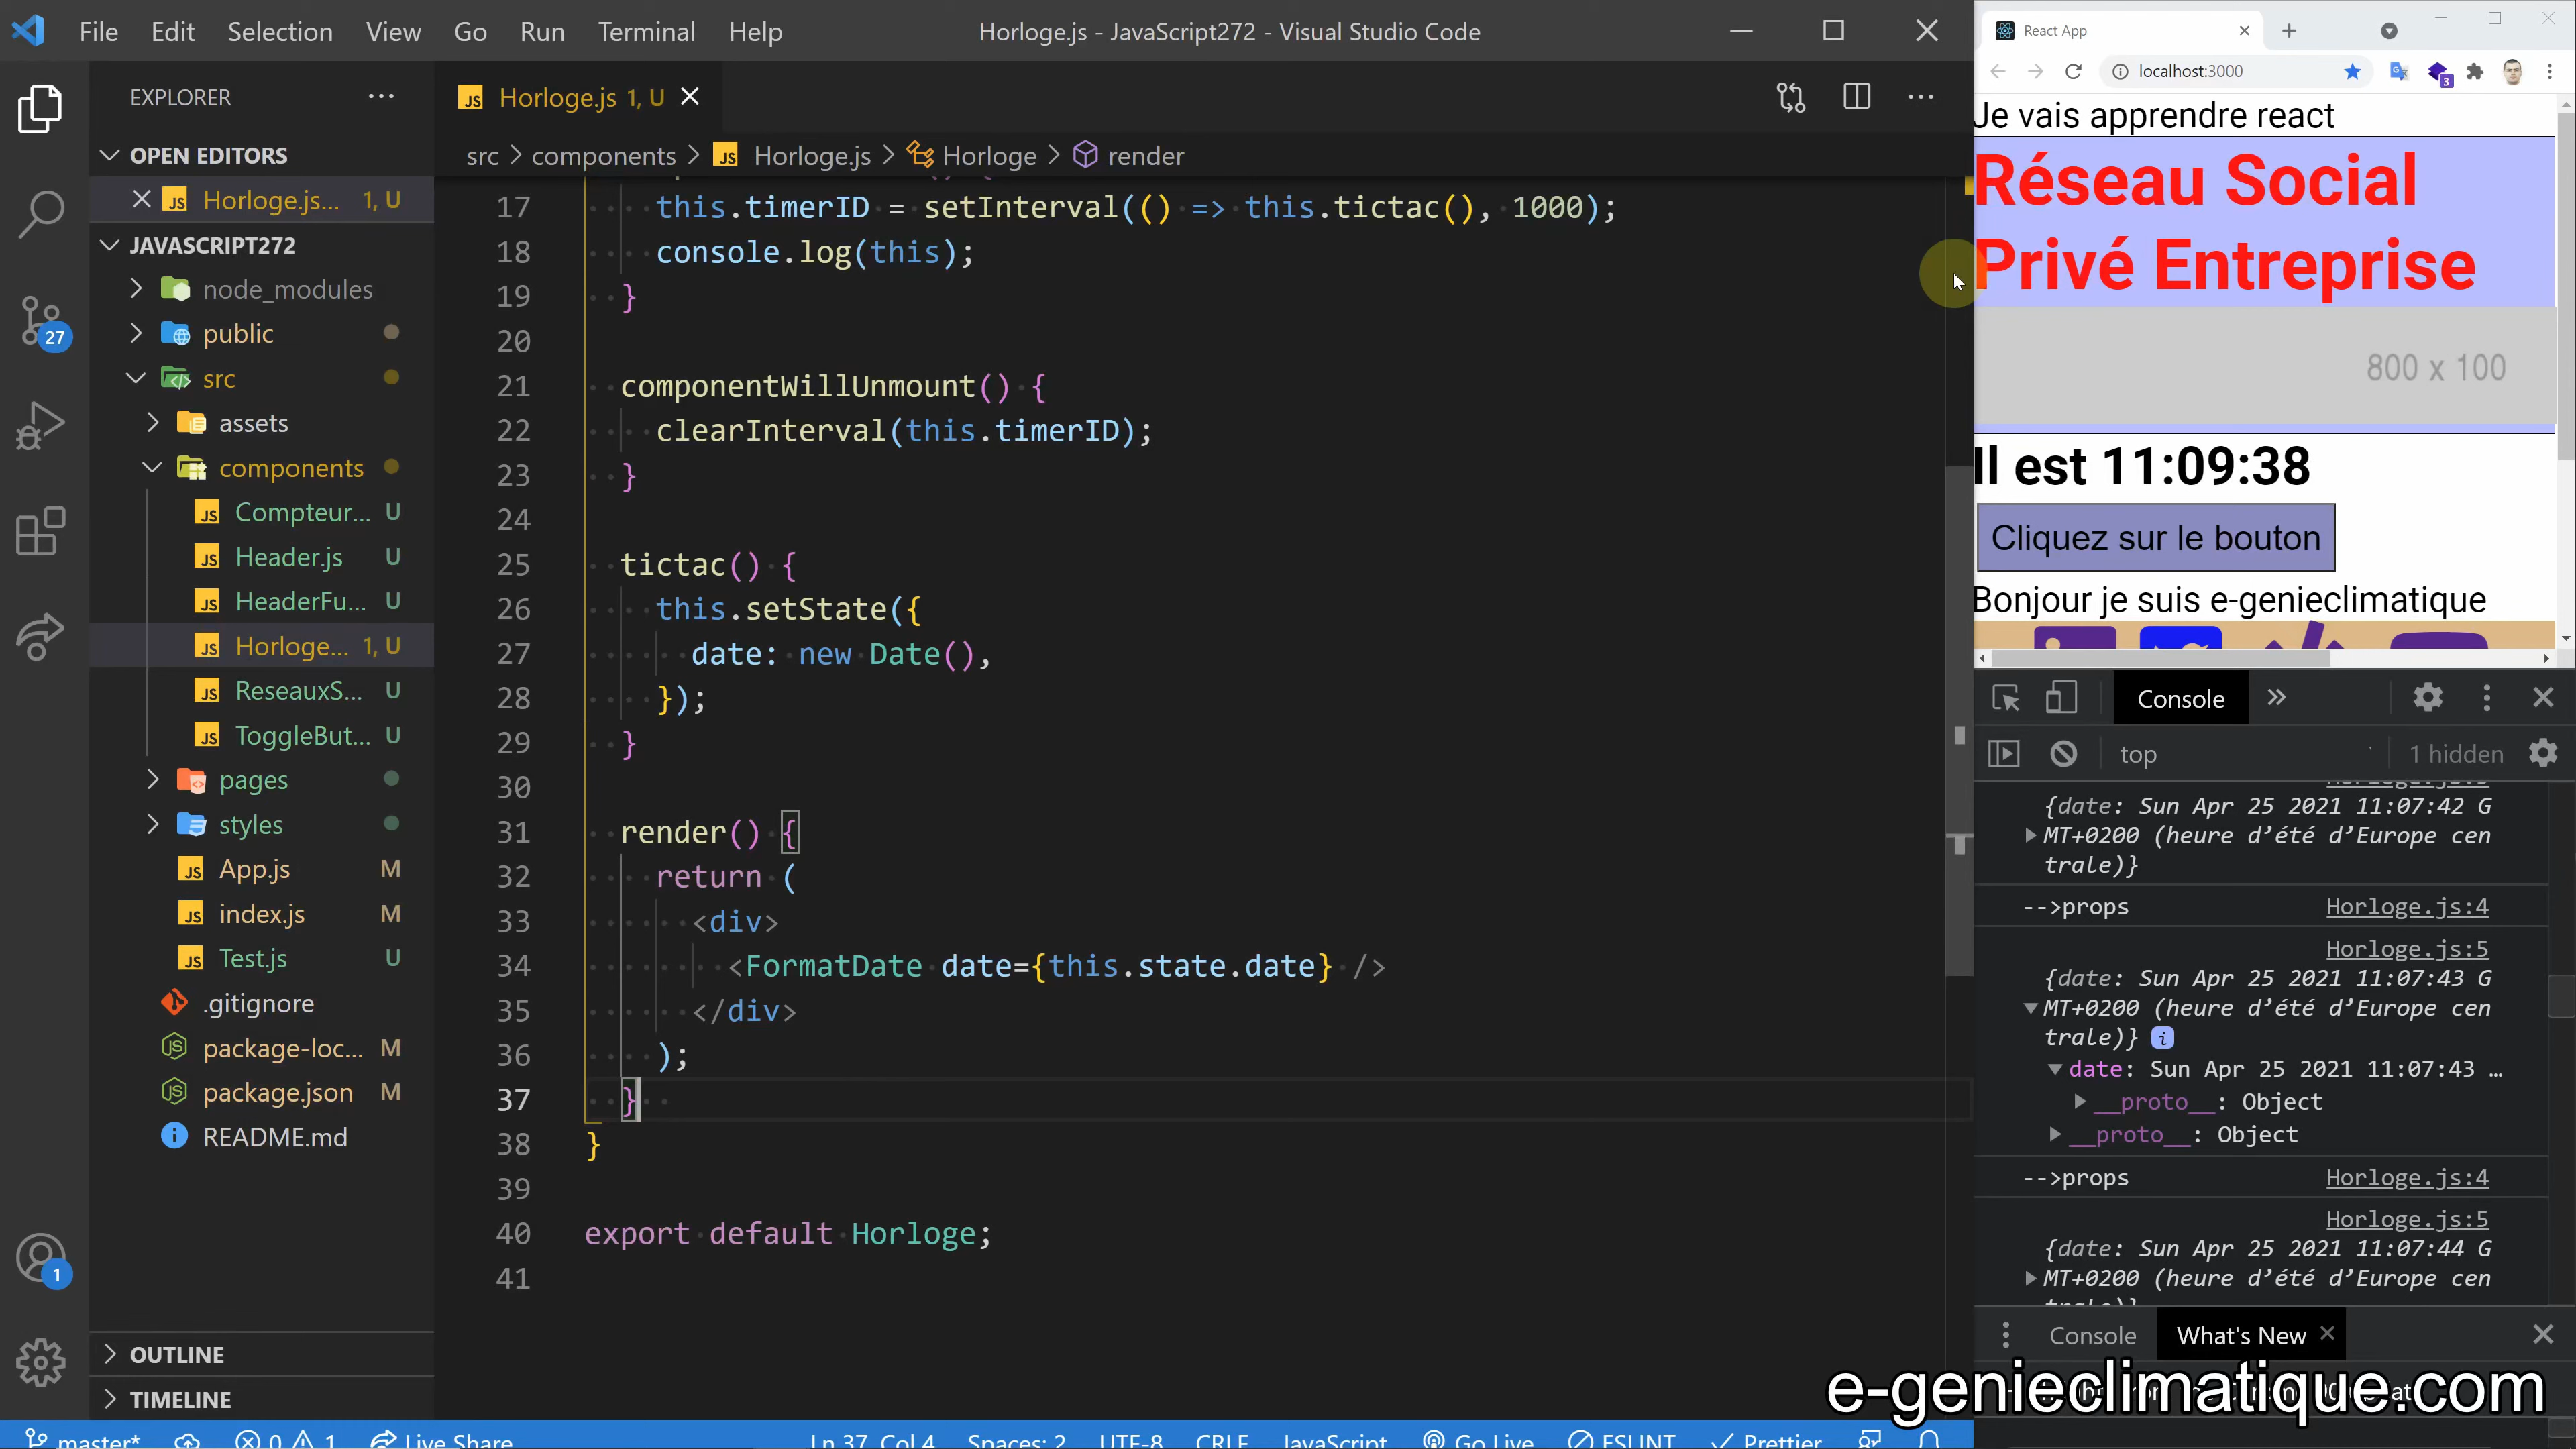 File Edit Selection View Go Run Terminal Help
Horloge.js - JavaScript272 - Visual Studio Code
EXPLORER
OPEN EDITORS
Horloge.js... 1, U
JAVASCRIPT272
node_modules
public
src
assets
components
Compteur... U
Header.js U
HeaderFu... U
Horloge... 1, U
ReseauxS... U
ToggleBut... U
pages
styles
App.js M
index.js M
Test.js U
.gitignore
package-loc... M
package.json M
README.md
OUTLINE
TIMELINE
27
1
Horloge.js 1, U
src > components > Horloge.js > Horloge > render
17 this.timerID = setInterval(() => this.tictac(), 1000);
18 console.log(this);
19 }
20
21 componentWillUnmount() {
22 clearInterval(this.timerID);
23 }
24
25 tictac() {
26 this.setState({
27 date: new Date(),
28 });
29 }
30
31 render() {
32 return (
33 <div>
34 <FormatDate date={this.state.date} />
35 </div>
36 );
37 }
38 }
39
40 export default Horloge;
41
master* 0 1 Live Share
Ln 37, Col 4 Spaces: 2 UTF-8 CRLF JavaScript Go Live ESLINT Prettier
React App
localhost:3000
3
Je vais apprendre react
Réseau Social
Privé Entreprise
800 x 100
Il est 11:09:38
Cliquez sur le bouton
Bonjour je suis e-genieclimatique
Console
top 1 hidden
{date: Sun Apr 25 2021 11:07:42 G
MT+0200 (heure d’été d’Europe cen
trale)}
-->props Horloge.js:4
Horloge.js:5
{date: Sun Apr 25 2021 11:07:43 G
MT+0200 (heure d’été d’Europe cen
trale)} i
date: Sun Apr 25 2021 11:07:43 …
__proto__: Object
__proto__: Object
-->props Horloge.js:4
Horloge.js:5
{date: Sun Apr 25 2021 11:07:44 G
MT+0200 (heure d’été d’Europe cen
Console What's New
e-genieclimatique.com